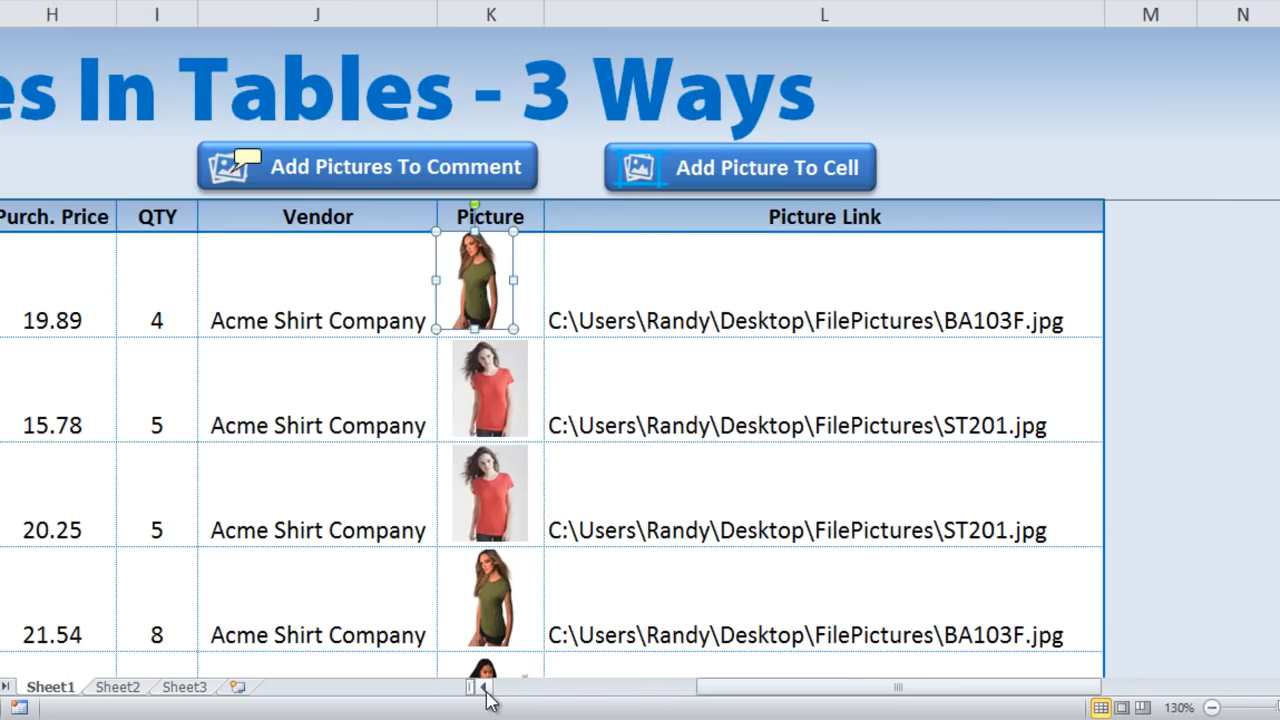 H I J K L M N
es In Tables - 3 Ways
Add Pictures To Comment Add Picture To Cell
Purch. Price QTY Vendor Picture Picture Link
19.89 4 Acme Shirt Company C:\Users\Randy\Desktop\FilePictures\BA103F.jpg
15.78 5 Acme Shirt Company C:\Users\Randy\Desktop\FilePictures\ST201.jpg
20.25 5 Acme Shirt Company C:\Users\Randy\Desktop\FilePictures\ST201.jpg
21.54 8 Acme Shirt Company C:\Users\Randy\Desktop\FilePictures\BA103F.jpg
Sheet1 Sheet2 Sheet3
130%